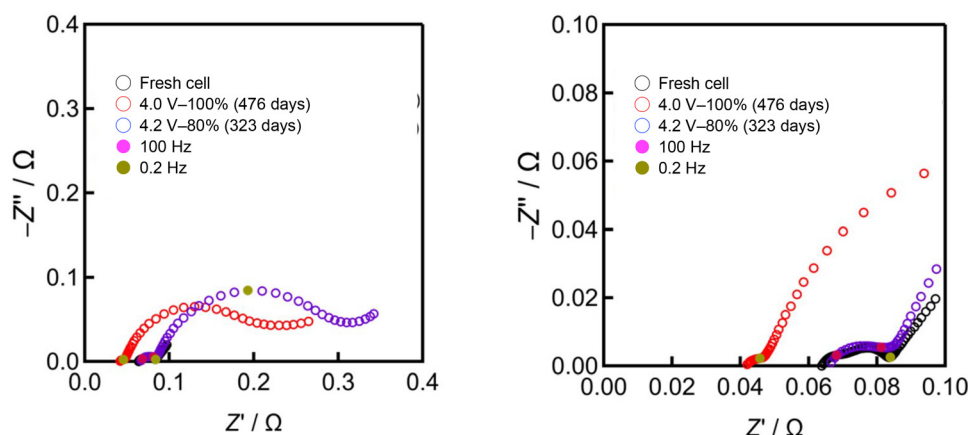 0.4
0.3
0.2
0.1
0.0
−Z'' / Ω
Fresh cell
4.0 V–100% (476 days)
4.2 V–80% (323 days)
100 Hz
0.2 Hz
0.0
0.1
0.2
0.3
0.4
Z' / Ω
0.10
0.08
0.06
0.04
0.02
0.00
−Z'' / Ω
Fresh cell
4.0 V–100% (476 days)
4.2 V–80% (323 days)
100 Hz
0.2 Hz
0.00
0.02
0.04
0.06
0.08
0.10
Z' / Ω